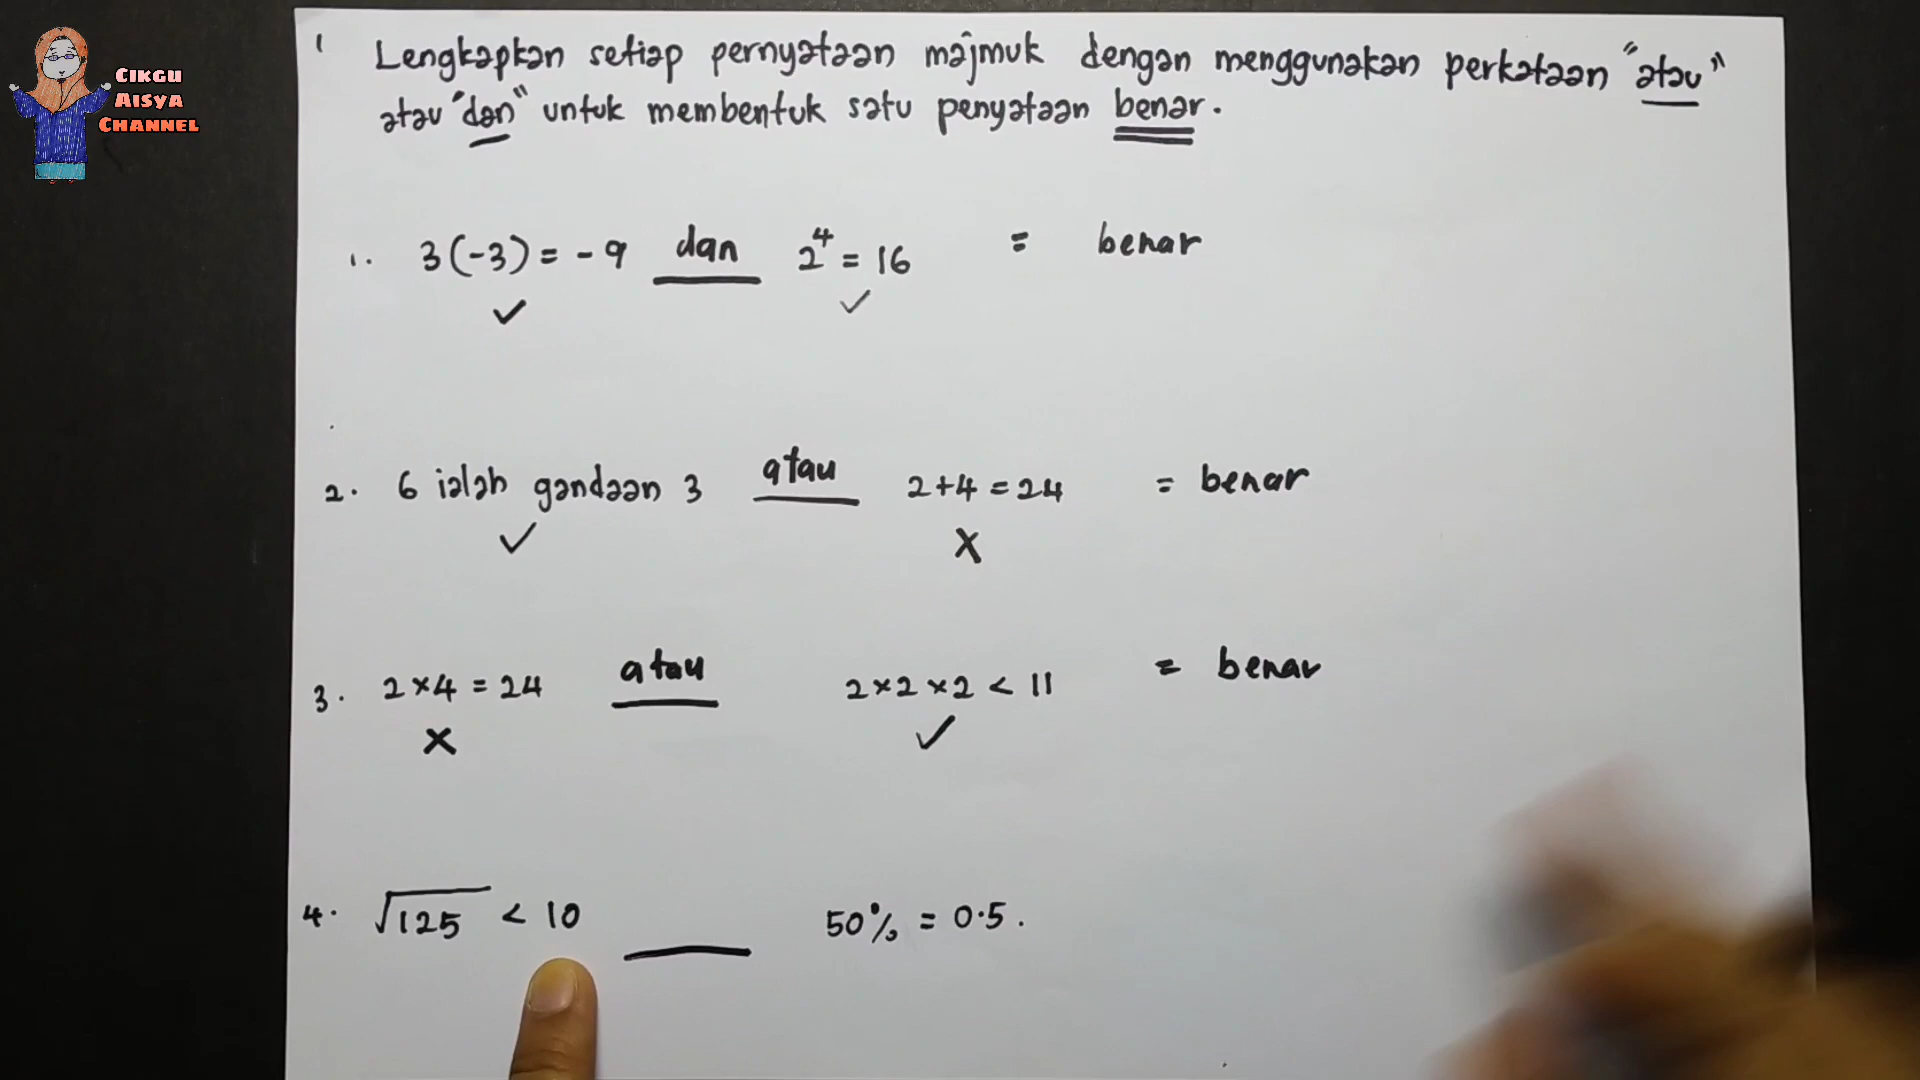 CIKGU
AISYA
CHANNEL
1 Lengkapkan setiap pernyataan majmuk dengan menggunakan perkataan "atau"
atau "dan" untuk membentuk satu penyataan benar.
1. 3(-3) = -9 dan 2⁴ = 16 = benar
✓ ✓
2. 6 ialah gandaan 3 atau 2+4 = 24 = benar
✓ X
3. 2×4 = 24 atau 2×2×2 < 11 = benar
X ✓
4. √125 < 10 ____ 50% = 0.5.